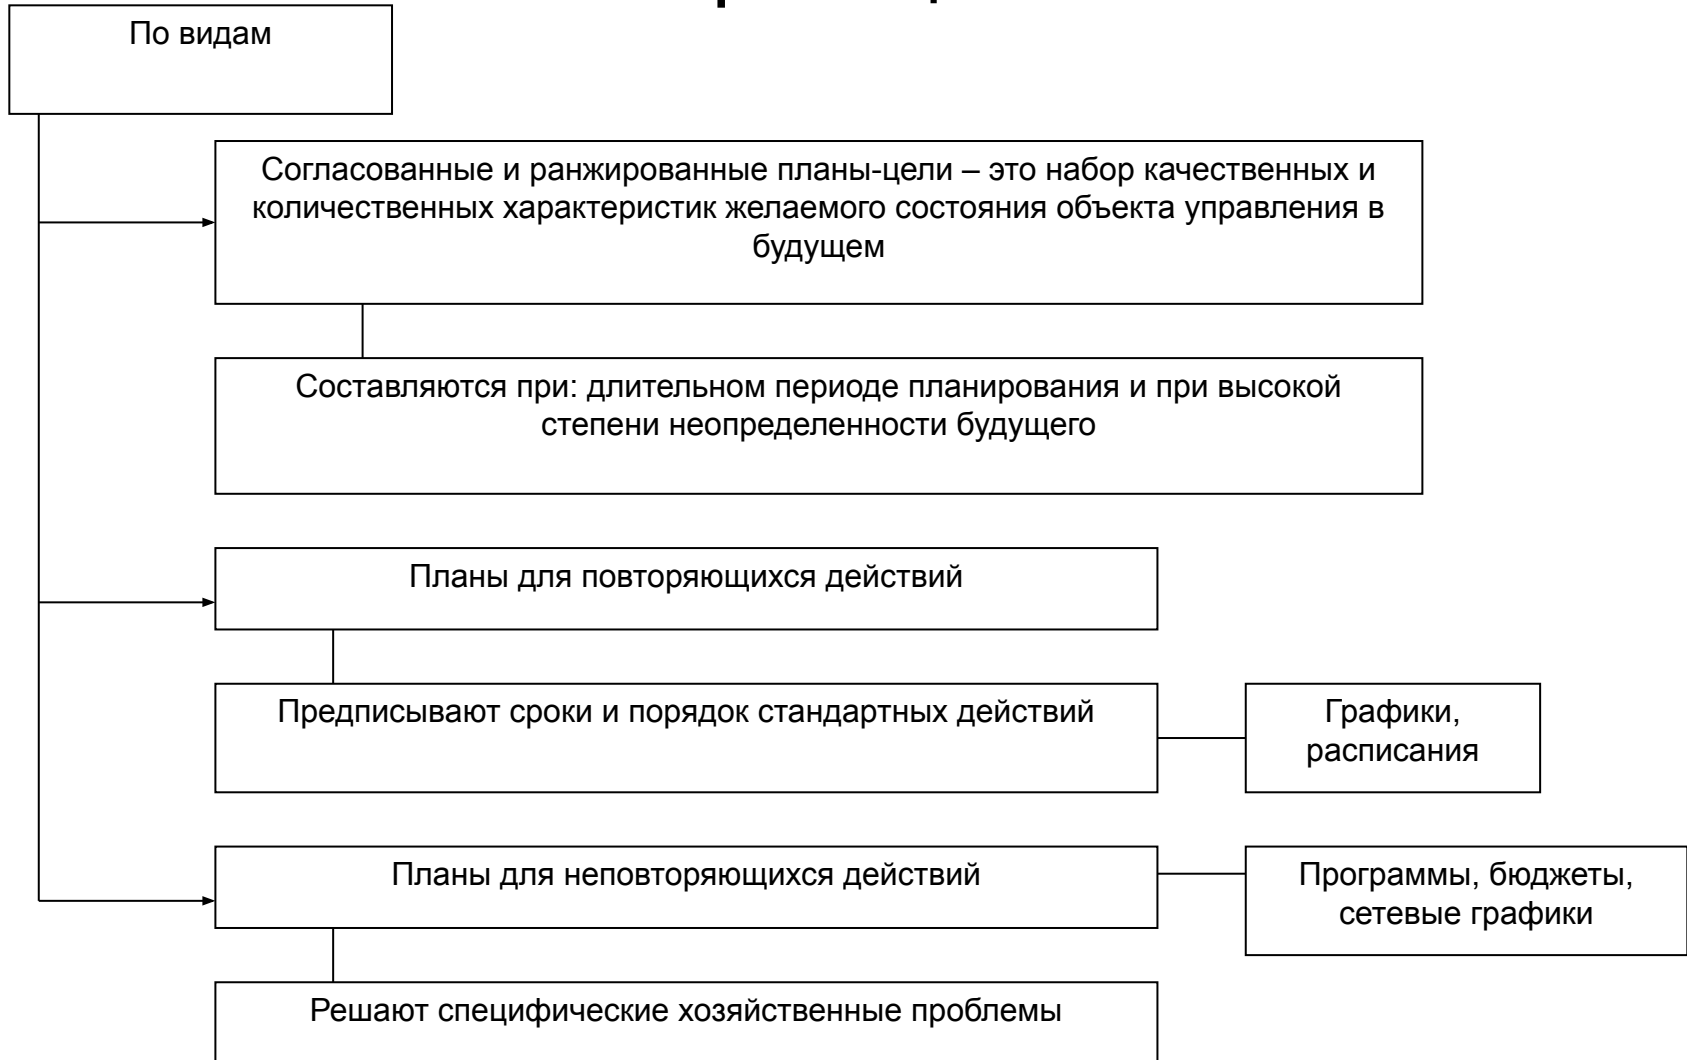 По видам
Согласованные и ранжированные планы-цели – это набор качественных и
количественных характеристик желаемого состояния объекта управления в
будущем
Составляются при: длительном периоде планирования и при высокой
степени неопределенности будущего
Планы для повторяющихся действий
Предписывают сроки и порядок стандартных действий
Графики,
расписания
Планы для неповторяющихся действий
Программы, бюджеты,
сетевые графики
Решают специфические хозяйственные проблемы